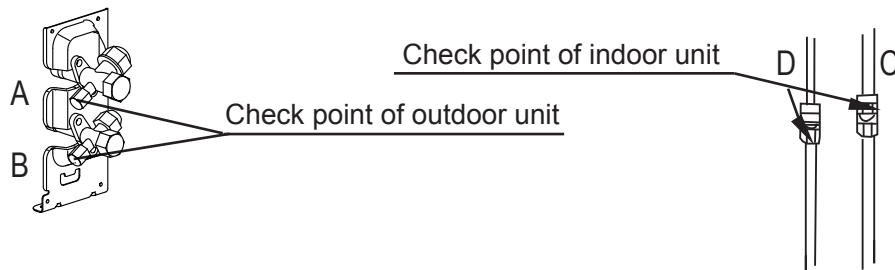 Check point of indoor unit
D
C
A
Check point of outdoor unit
B